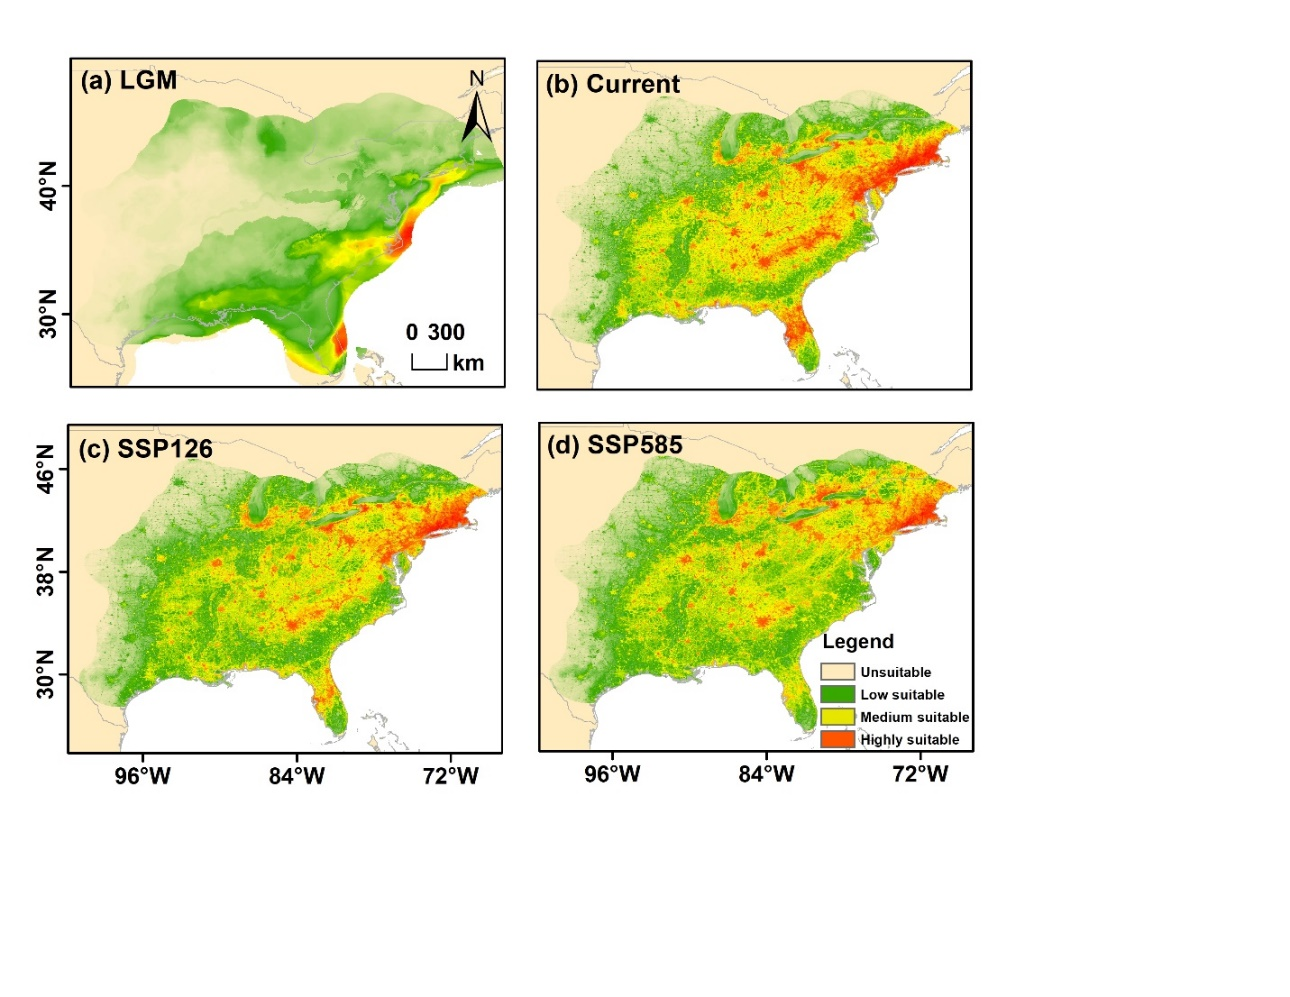 (a) LGM
N
40°N
30°N
0 300
km
(b) Current
(c) SSP126
46°N
38°N
30°N
96°W
84°W
72°W
(d) SSP585
Legend
Unsuitable
Low suitable
Medium suitable
Highly suitable
96°W
84°W
72°W